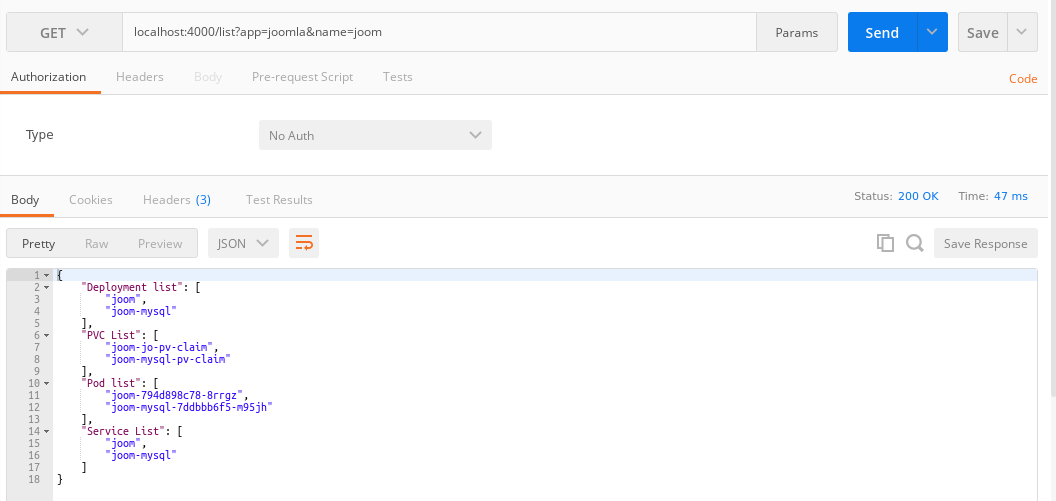 GET localhost:4000/list?app=joomla&name=joom Params Send Save
Authorization Headers Body Pre-request Script Tests Code
Type No Auth
Body Cookies Headers (3) Test Results Status: 200 OK Time: 47 ms
Pretty Raw Preview JSON Save Response
1 {
2 "Deployment list": [
3 "joom",
4 "joom-mysql"
5 ],
6 "PVC List": [
7 "joom-jo-pv-claim",
8 "joom-mysql-pv-claim"
9 ],
10 "Pod list": [
11 "joom-794d898c78-8rrgz",
12 "joom-mysql-7ddbbb6f5-m95jh"
13 ],
14 "Service List": [
15 "joom",
16 "joom-mysql"
17 ]
18 }